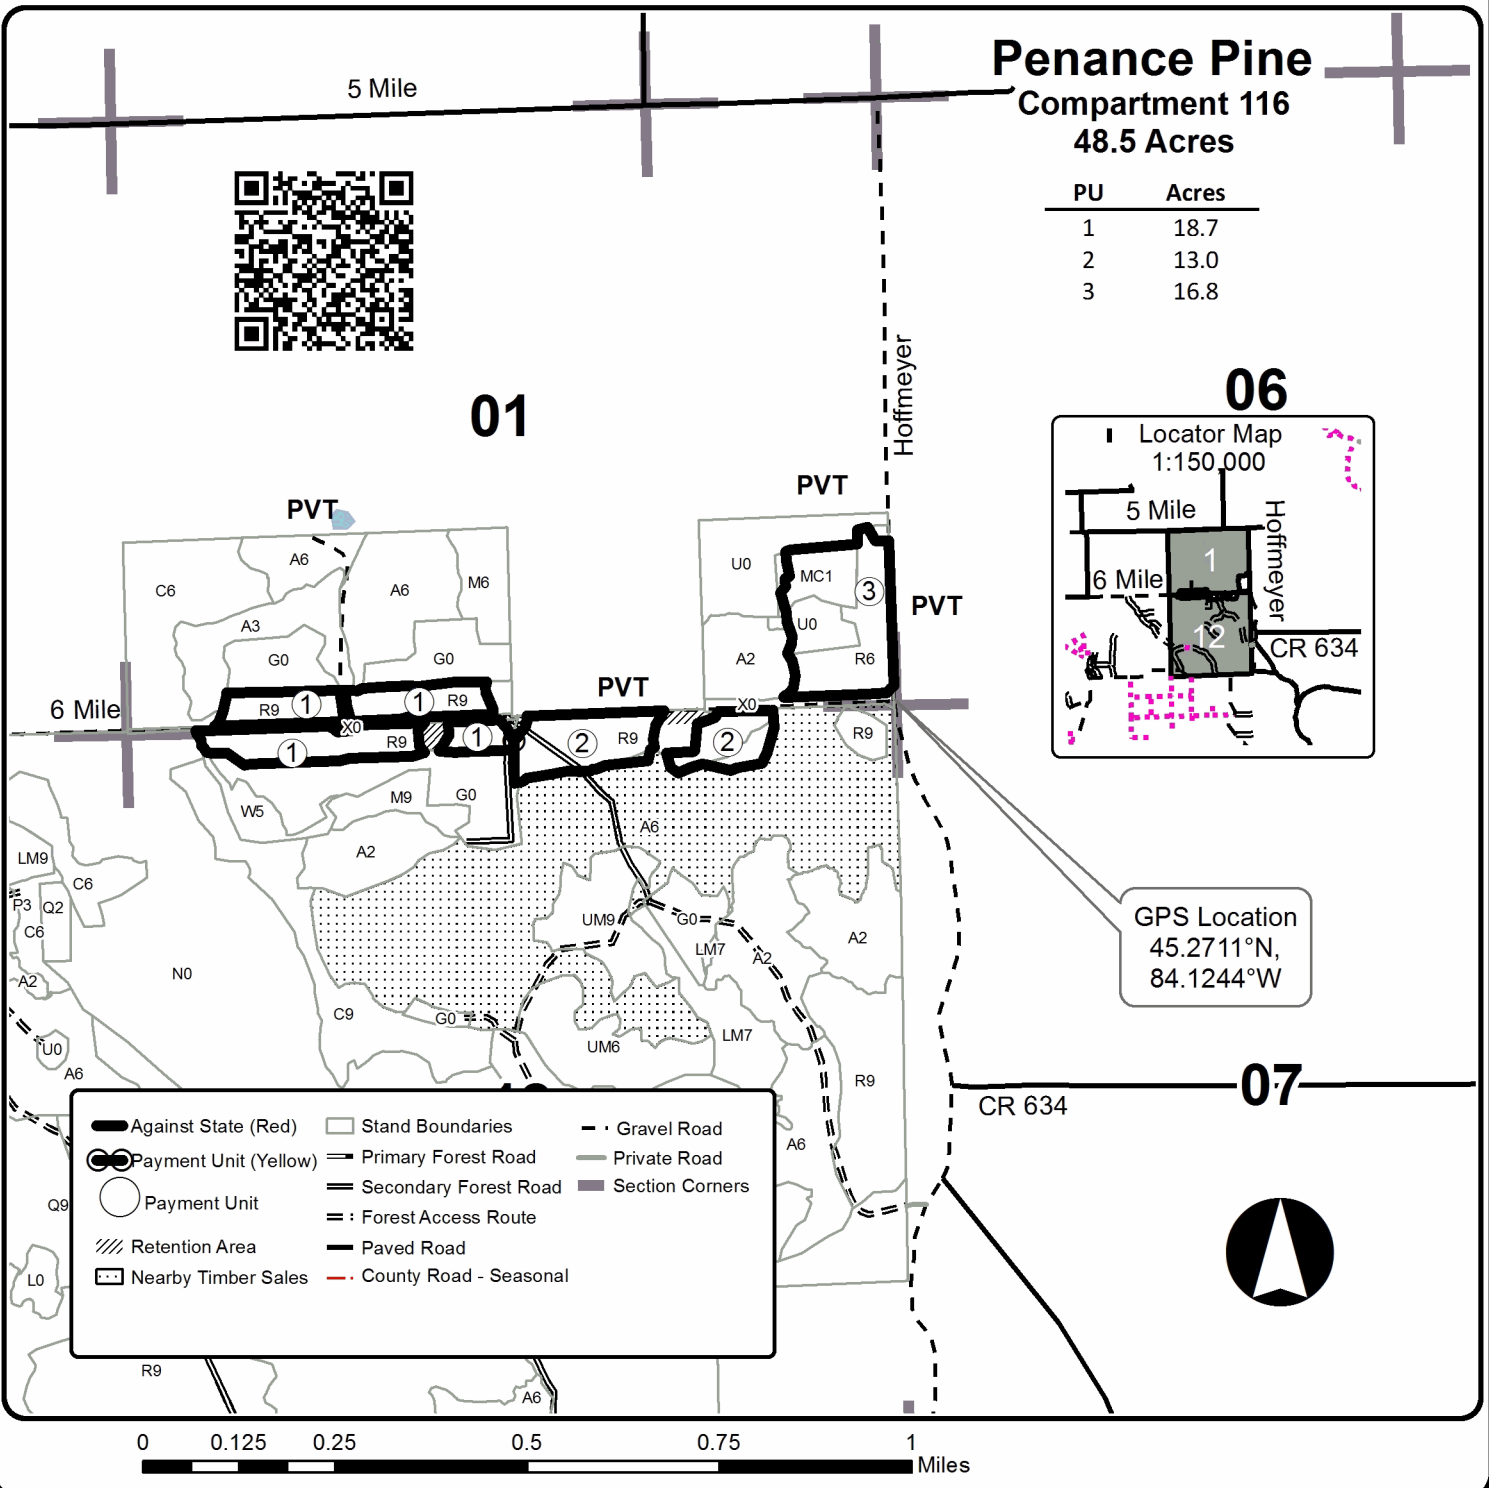 Penance Pine
Compartment 116
48.5 Acres
5 Mile
PU Acres
1 18.7
2 13.0
3 16.8
Hoffmeyer
01
06
Locator Map
1:150,000
5 Mile
Hoffmeyer
1
6 Mile
12
CR 634
PVT
PVT
PVT
PVT
C6
A6
A6
M6
A3
G0
G0
U0
MC1
3
U0
A2
R6
6 Mile
R9
1
1
R9
X0
X0
1
R9
1
2
R9
2
R9
W5
M9
G0
A2
A6
LM9
C6
P3
Q2
C6
A2
N0
UM9
G0
LM7
A2
A2
C9
G0
UM6
LM7
U0
A6
R9
A6
Q9
L0
R9
A6
GPS Location
45.2711°N,
84.1244°W
07
CR 634
Against State (Red)
Payment Unit (Yellow)
Payment Unit
Retention Area
Nearby Timber Sales
Stand Boundaries
Primary Forest Road
Secondary Forest Road
Forest Access Route
Paved Road
County Road - Seasonal
Gravel Road
Private Road
Section Corners
0 0.125 0.25 0.5 0.75 1
Miles